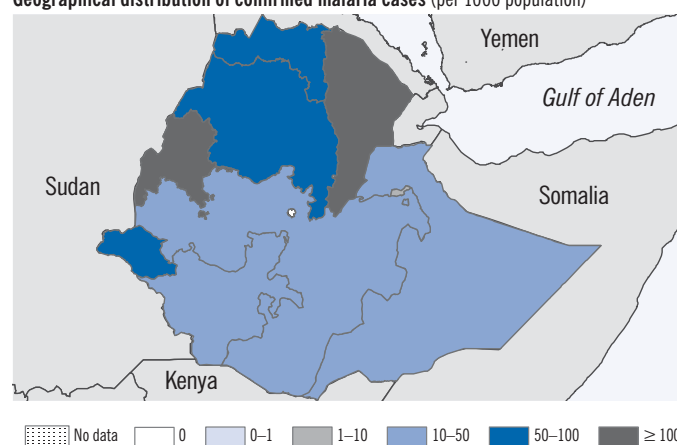 Geographical distribution of confirmed malaria cases (per 1000 population)
Yemen
Gulf of Aden
Sudan
Somalia
Kenya
No data 0 0–1 1–10 10–50 50–100 ≥ 100